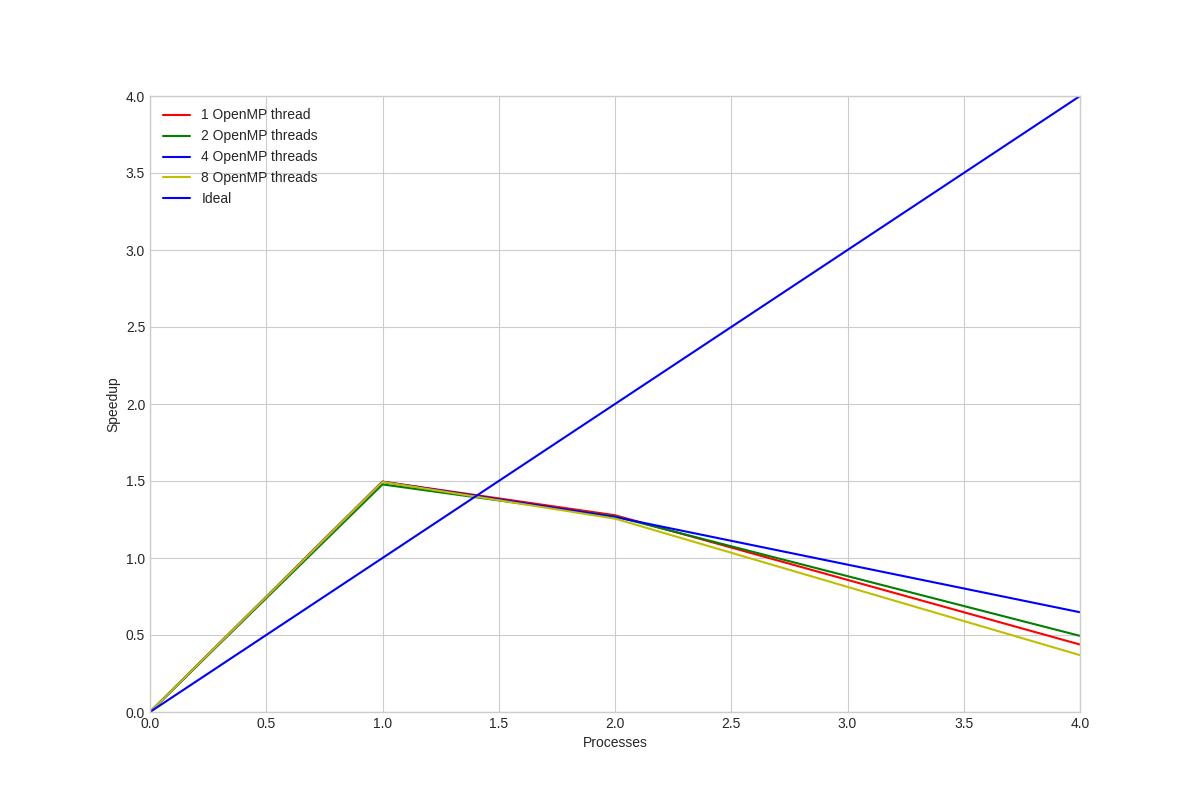 1 OpenMP thread
2 OpenMP threads
4 OpenMP threads
8 OpenMP threads
Ideal
Speedup
4.0
3.5
3.0
2.5
2.0
1.5
1.0
0.5
0.0
0.0 0.5 1.0 1.5 2.0 2.5 3.0 3.5 4.0
Processes